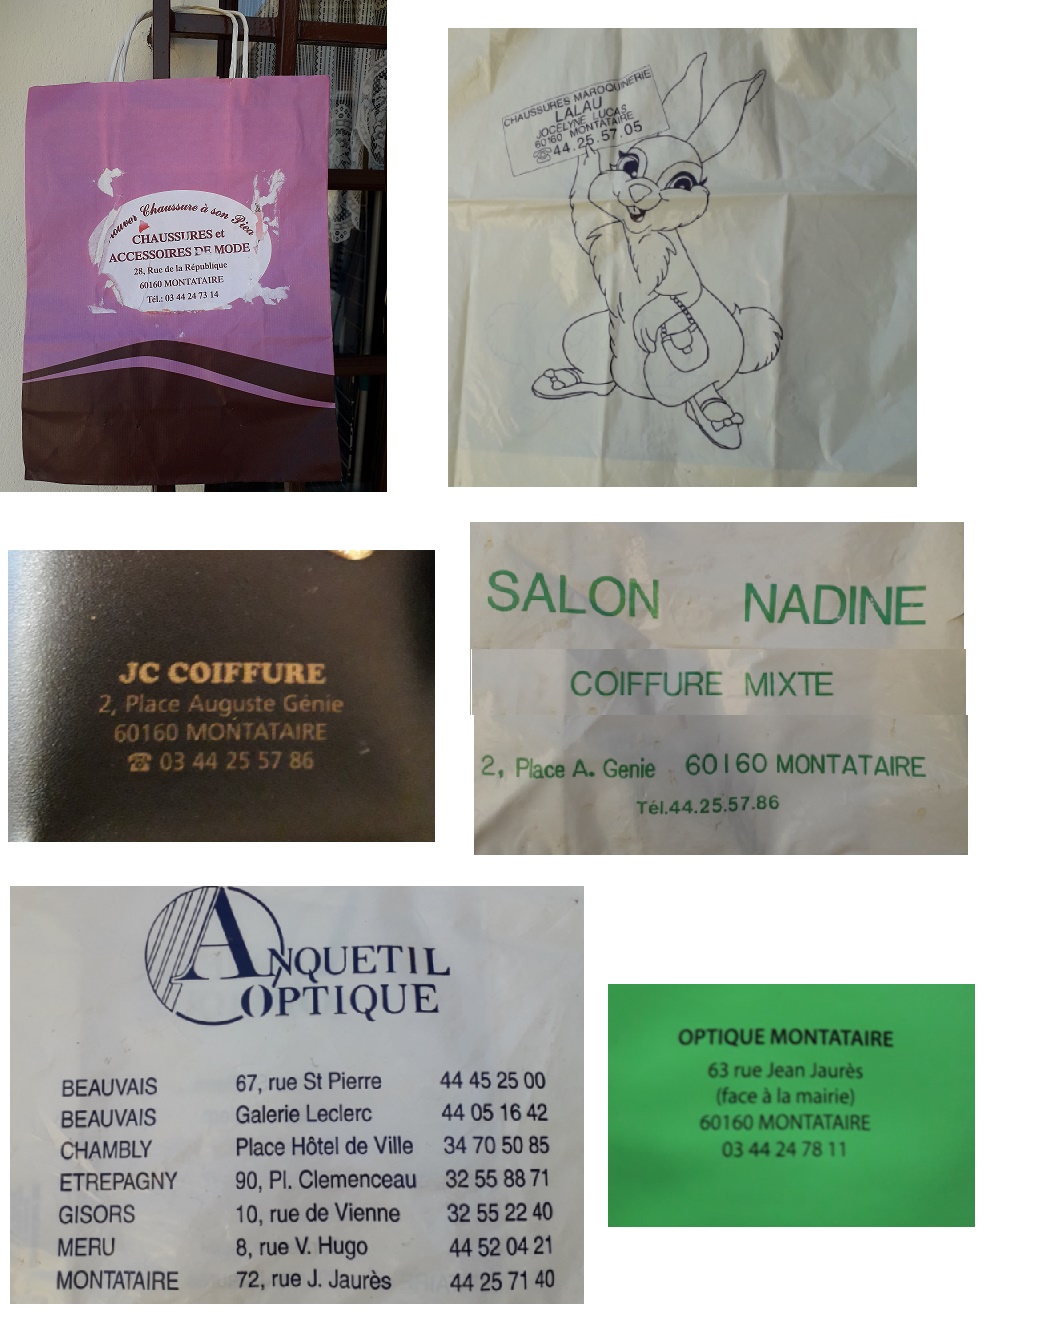 ouver Chaussure à son Pied
CHAUSSURES et
ACCESSOIRES DE MODE
28, Rue de la République
60160 MONTATAIRE
Tél.: 03 44 24 73 14
CHAUSSURES MAROQUINERIE
LALAU
JOCELYNE LUCAS
60160 MONTATAIRE
☎ 44.25.57.05
JC COIFFURE
2, Place Auguste Génie
60160 MONTATAIRE
☎ 03 44 25 57 86
SALON NADINE
COIFFURE MIXTE
2, Place A. Genie 60160 MONTATAIRE
Tél.44.25.57.86
ANQUETIL
OPTIQUE
BEAUVAIS 67, rue St Pierre 44 45 25 00
BEAUVAIS Galerie Leclerc 44 05 16 42
CHAMBLY Place Hôtel de Ville 34 70 50 85
ETREPAGNY 90, Pl. Clemenceau 32 55 88 71
GISORS 10, rue de Vienne 32 55 22 40
MERU 8, rue V. Hugo 44 52 04 21
MONTATAIRE 72, rue J. Jaurès 44 25 71 40
OPTIQUE MONTATAIRE
63 rue Jean Jaurès
(face à la mairie)
60160 MONTATAIRE
03 44 24 78 11